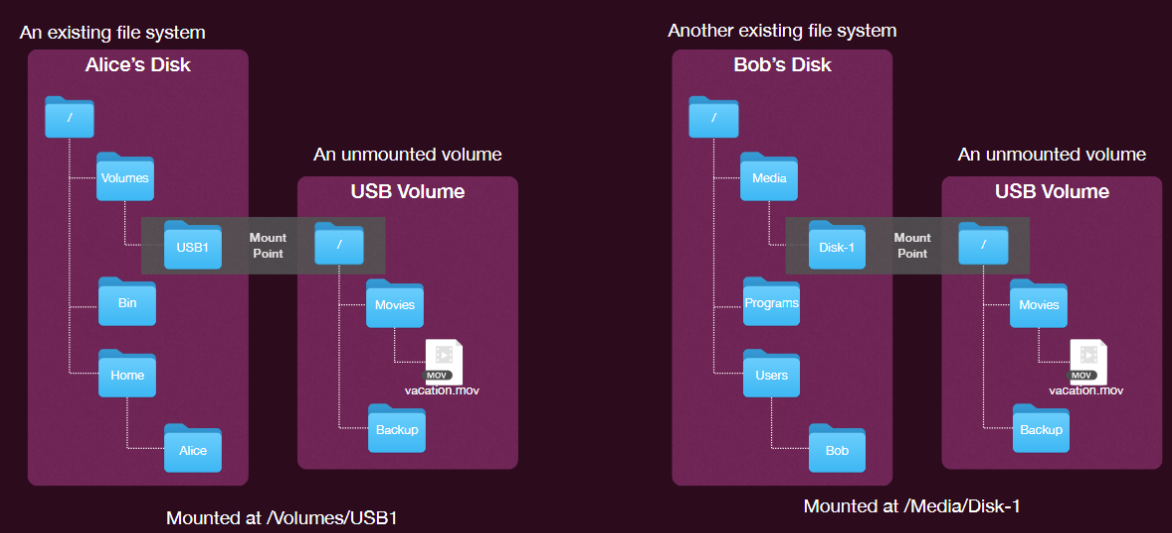 An existing file system
Alice's Disk
/
Volumes
An unmounted volume
USB Volume
USB1
Mount
Point
/
Bin
Movies
MOV
vacation.mov
Home
Backup
Alice
Mounted at /Volumes/USB1
Another existing file system
Bob's Disk
/
Media
An unmounted volume
USB Volume
Disk-1
Mount
Point
/
Programs
Movies
MOV
vacation.mov
Users
Backup
Bob
Mounted at /Media/Disk-1